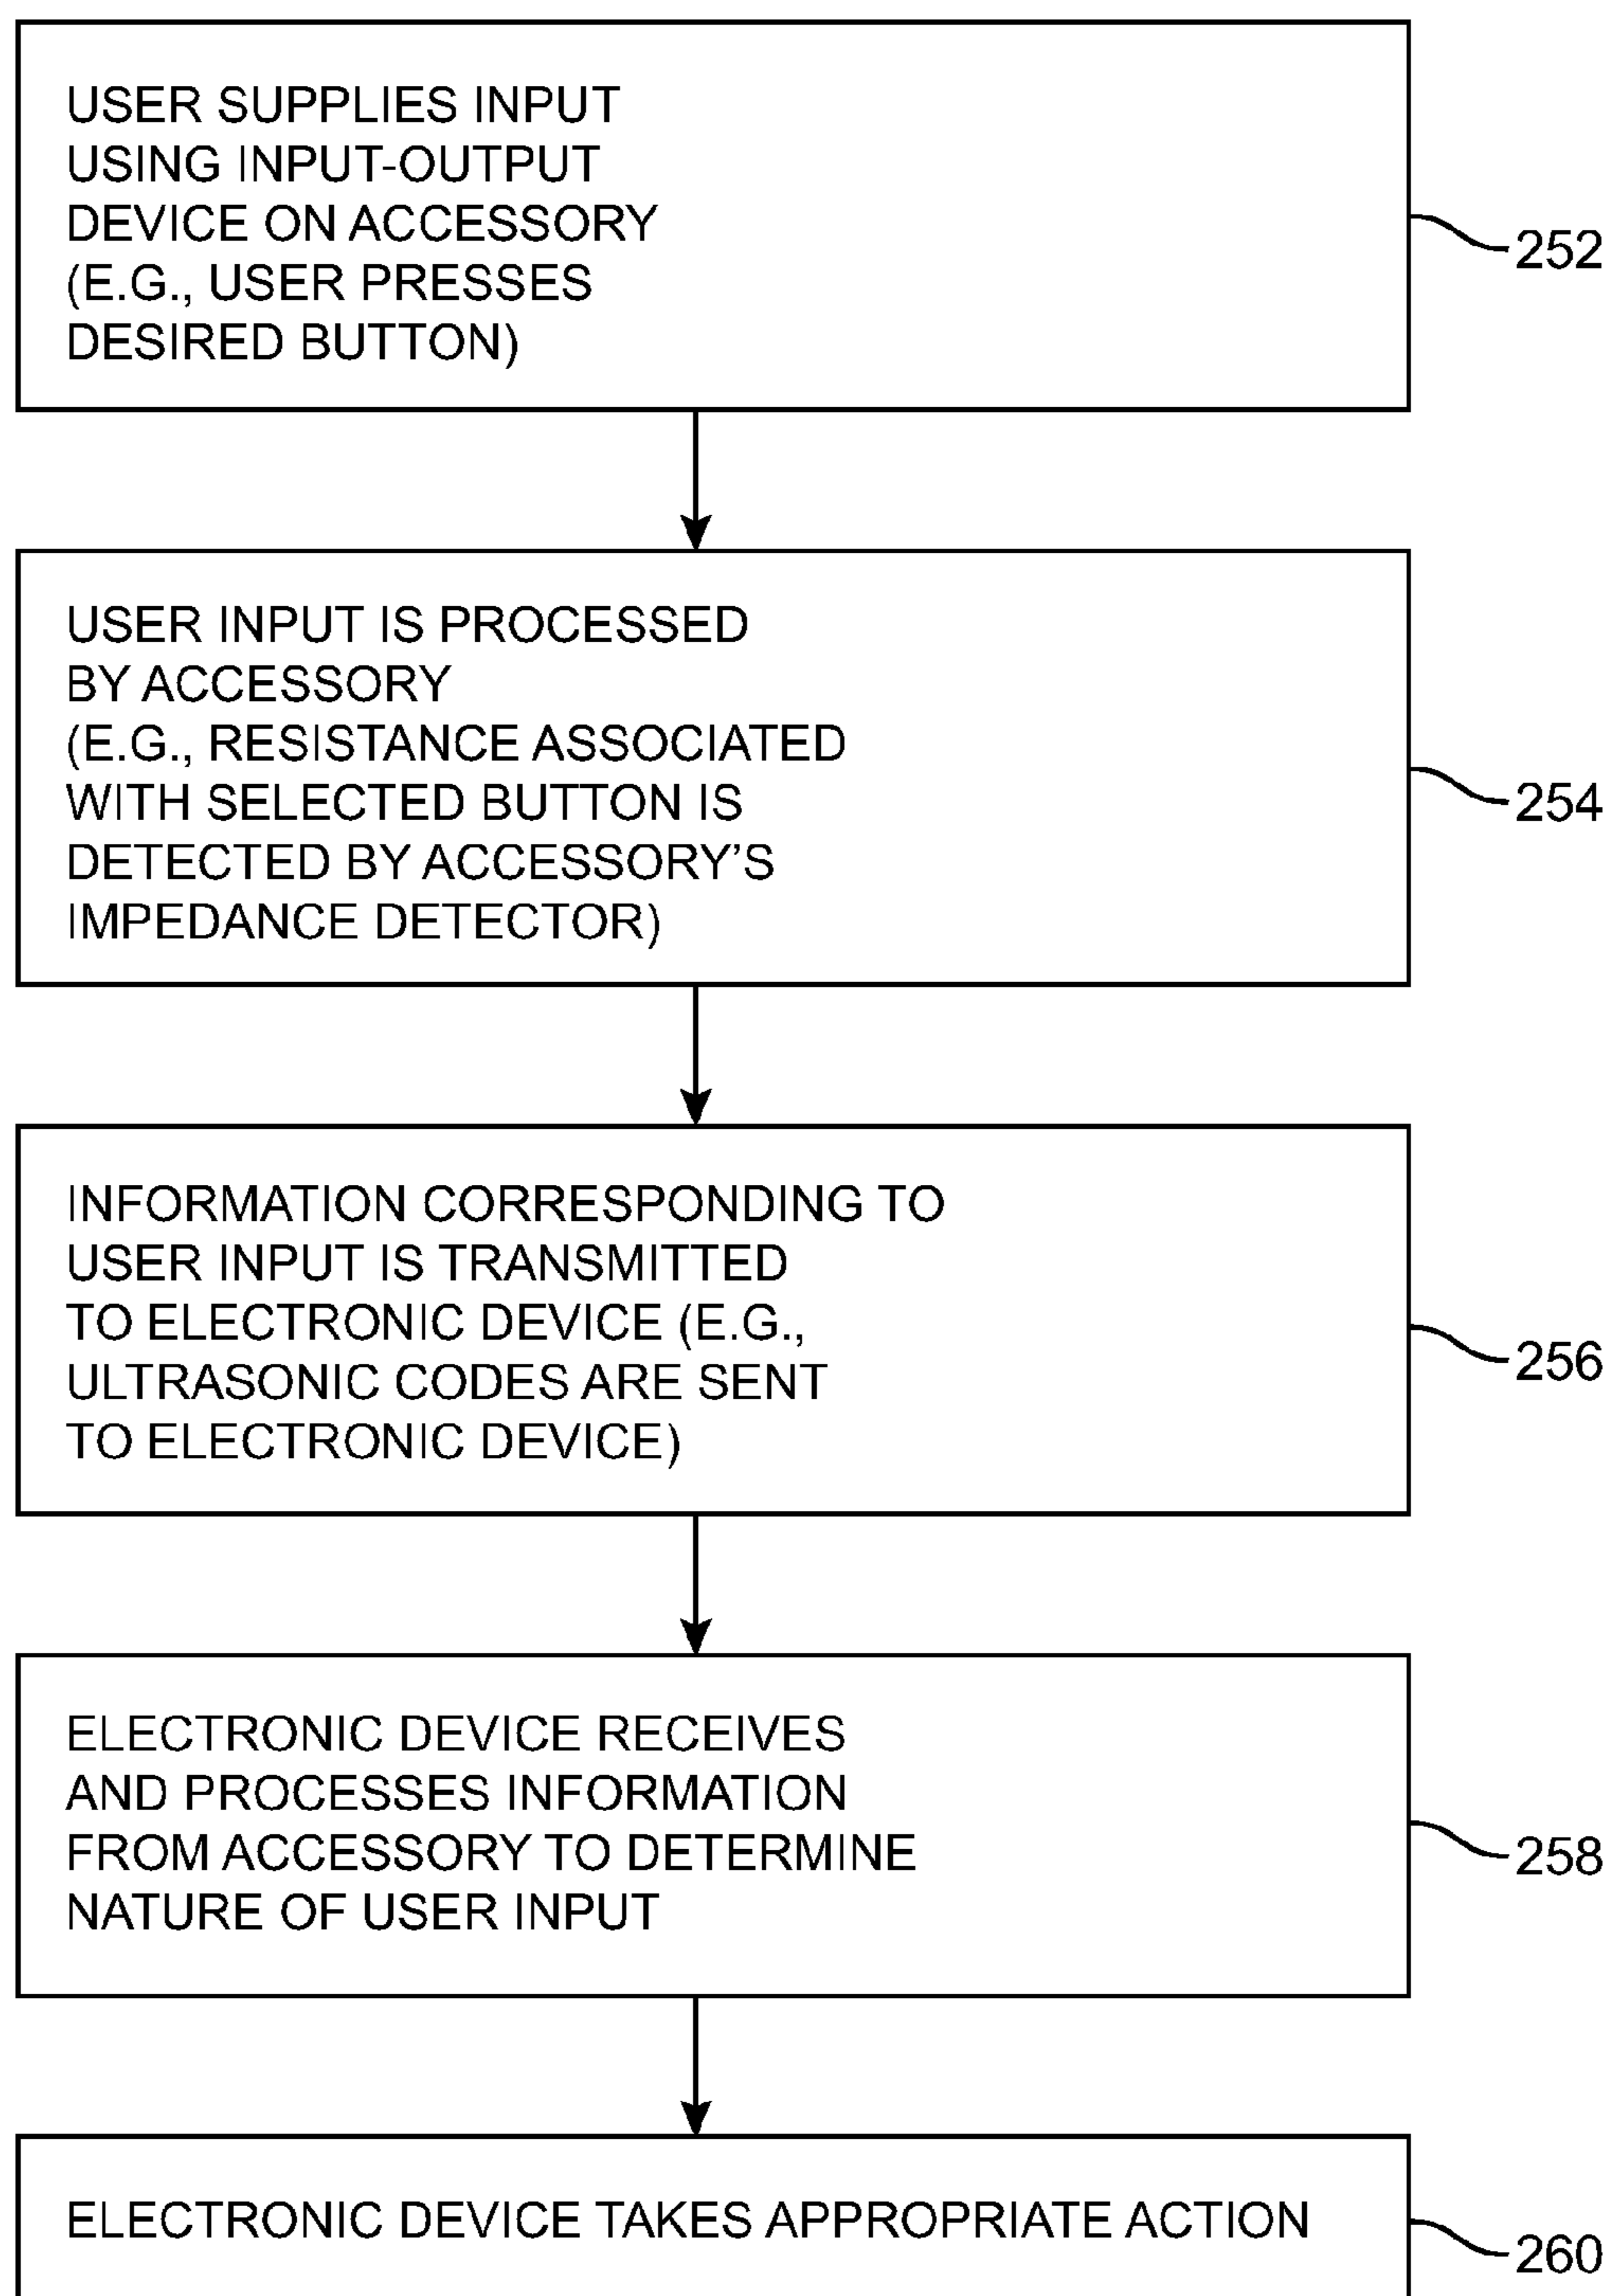 USER SUPPLIES INPUT
USING INPUT-OUTPUT
DEVICE ON ACCESSORY
(E.G., USER PRESSES
DESIRED BUTTON)
252
USER INPUT IS PROCESSED
BY ACCESSORY
(E.G., RESISTANCE ASSOCIATED
WITH SELECTED BUTTON IS
DETECTED BY ACCESSORY'S
IMPEDANCE DETECTOR)
254
INFORMATION CORRESPONDING TO
USER INPUT IS TRANSMITTED
TO ELECTRONIC DEVICE (E.G.,
ULTRASONIC CODES ARE SENT
TO ELECTRONIC DEVICE)
256
ELECTRONIC DEVICE RECEIVES
AND PROCESSES INFORMATION
FROM ACCESSORY TO DETERMINE
NATURE OF USER INPUT
258
ELECTRONIC DEVICE TAKES APPROPRIATE ACTION
260